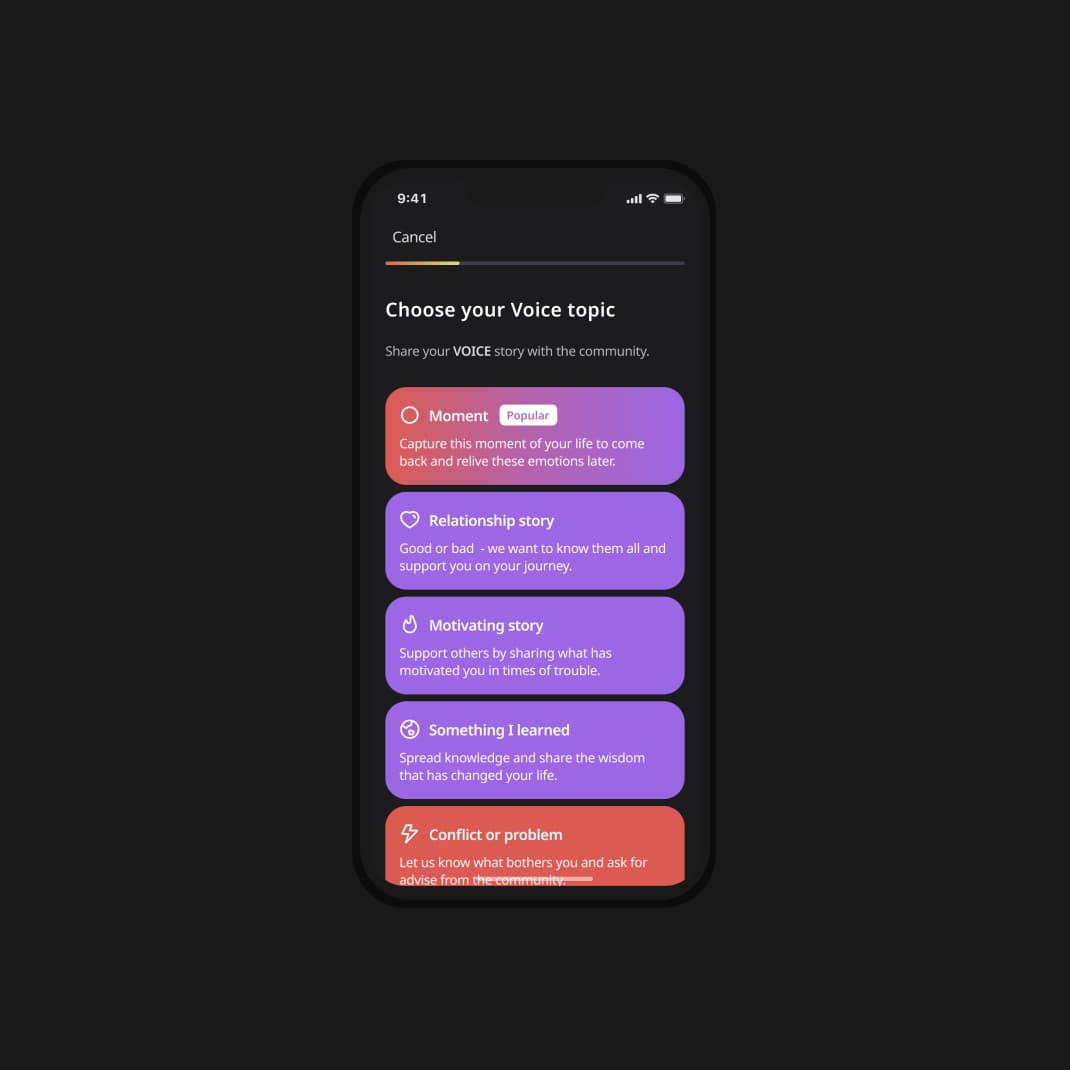 9:41
Cancel
Choose your Voice topic
Share your VOICE story with the community.
Moment Popular
Capture this moment of your life to come
back and relive these emotions later.
Relationship story
Good or bad  - we want to know them all and
support you on your journey.
Motivating story
Support others by sharing what has
motivated you in times of trouble.
Something I learned
Spread knowledge and share the wisdom
that has changed your life.
Conflict or problem
Let us know what bothers you and ask for
advise from the community.